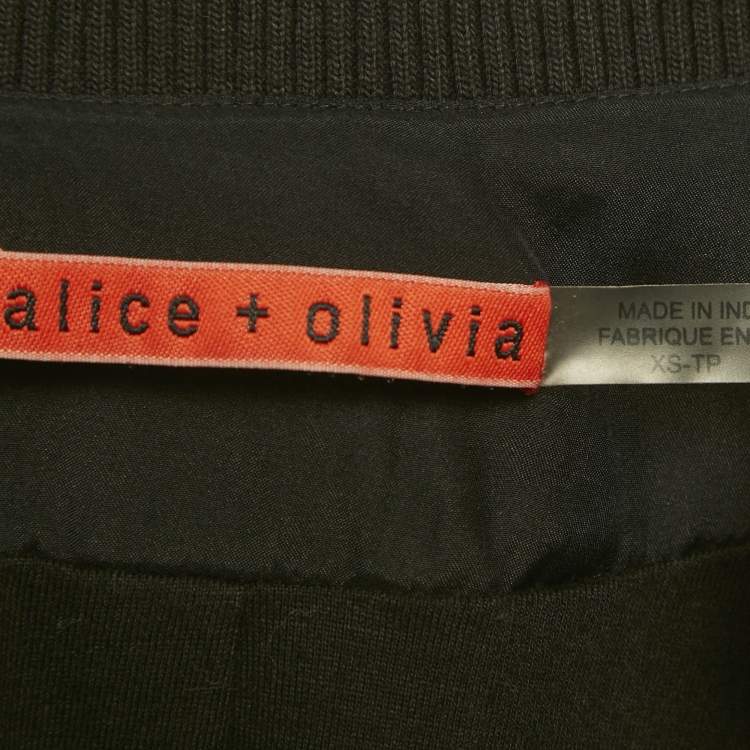 alice + olivia
MADE IN IND
FABRIQUE EN
XS-TP